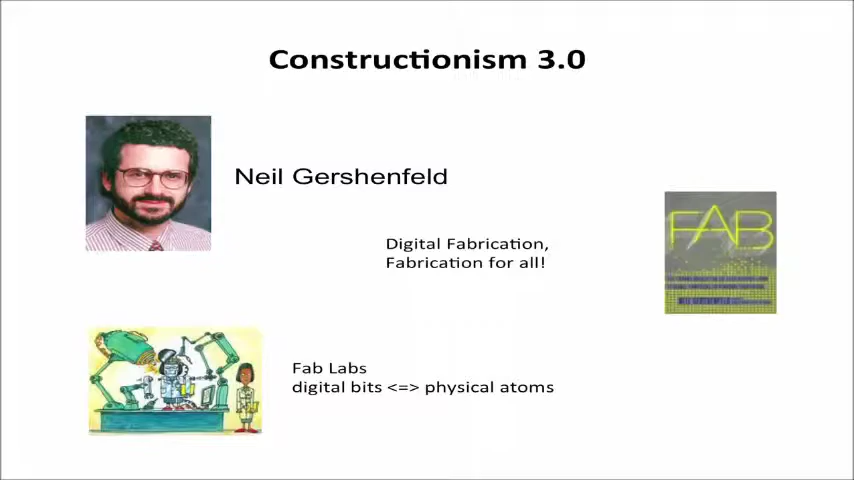 Constructionism 3.0
Neil Gershenfeld
FAB
Digital Fabrication,
Fabrication for all!
Fab Labs
digital bits <=> physical atoms